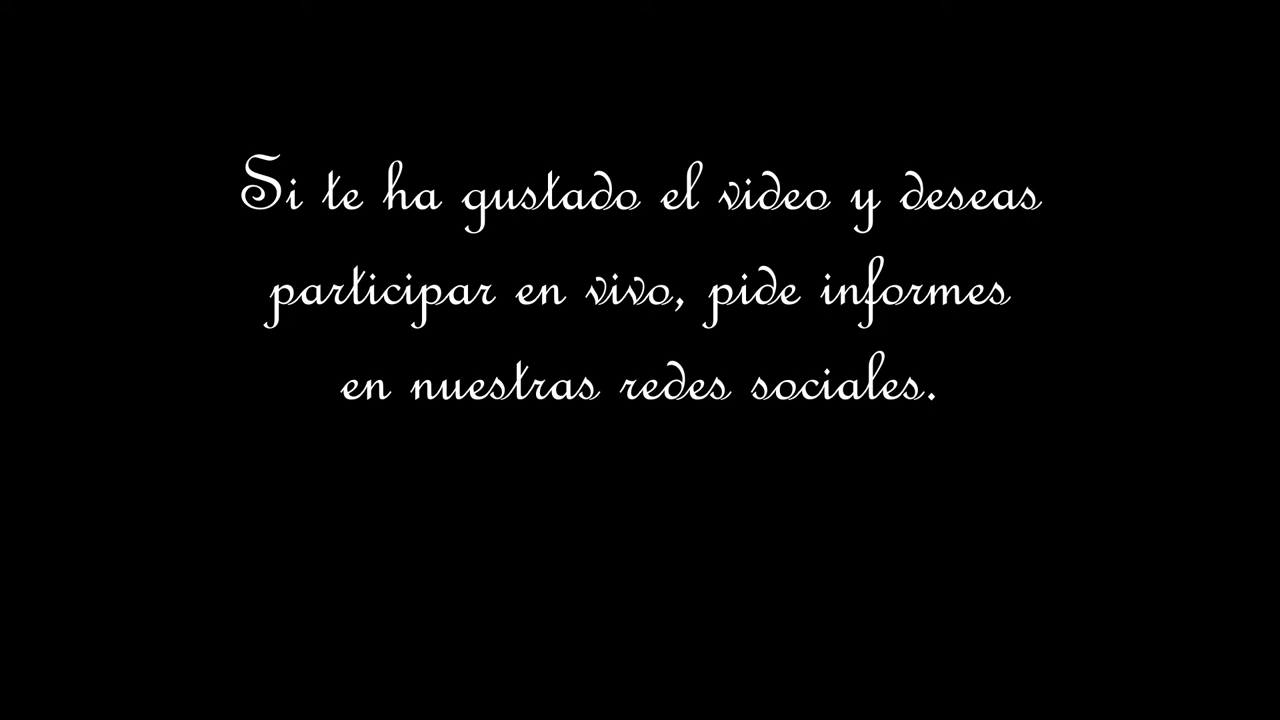 Si te ha gustado el video y deseas
participar en vivo, pide informes
en nuestras redes sociales.